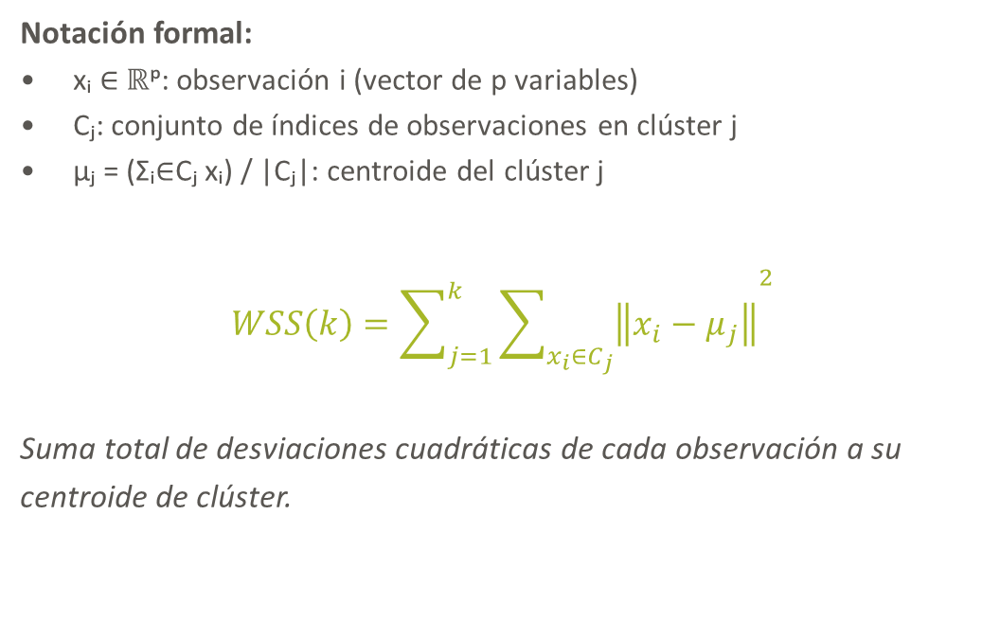 Notación formal:
• xᵢ ∈ ℝᵖ: observación i (vector de p variables)
• Cⱼ: conjunto de índices de observaciones en clúster j
• μⱼ = (Σᵢ∈Cⱼ xᵢ) / |Cⱼ|: centroide del clúster j
𝑊𝑆𝑆(𝑘) = ∑ⱼ₌₁ᵏ ∑_{xᵢ∈Cⱼ} ‖𝑥ᵢ − 𝜇ⱼ‖²
Suma total de desviaciones cuadráticas de cada observación a su
centroide de clúster.